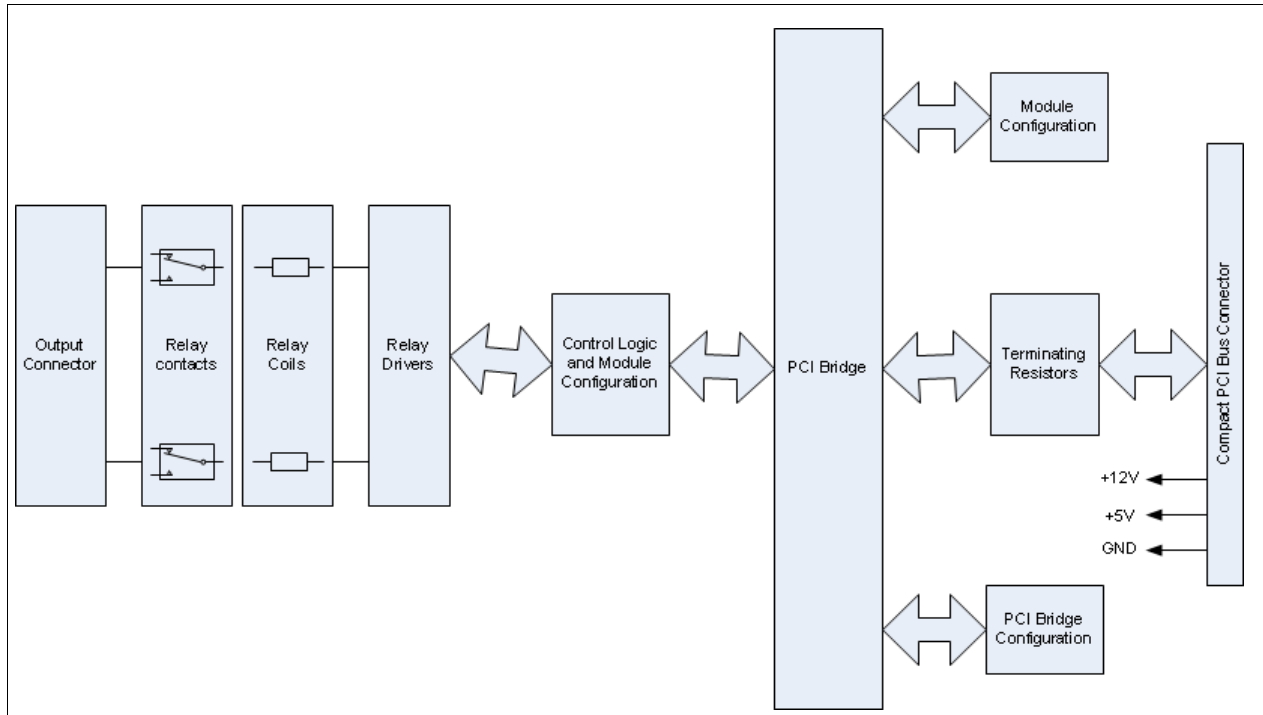 Output
Connector
Relay
contacts
Relay
Coils
Relay
Drivers
Control Logic
and Module
Configuration
PCI Bridge
Module
Configuration
Terminating
Resistors
PCI Bridge
Configuration
Compact PCI Bus Connector
+12V
+5V
GND